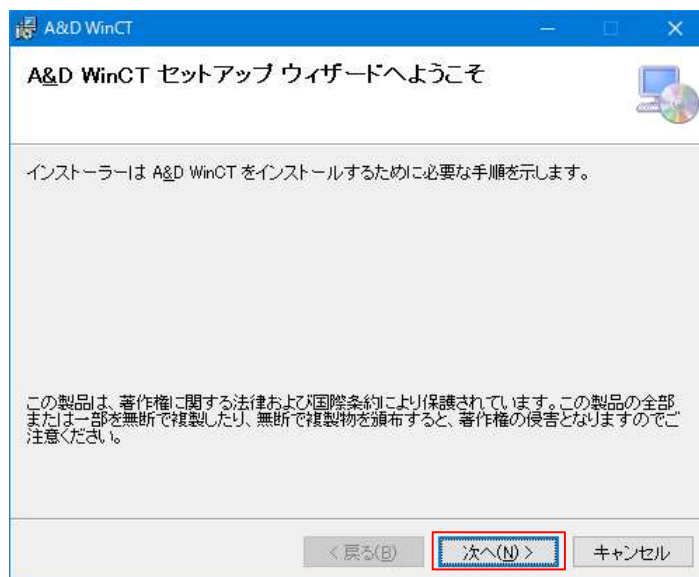 A&D WinCT
A&D WinCT セットアップ ウィザードへようこそ
インストーラーは A&D WinCT をインストールするために必要な手順を示します。
この製品は、著作権に関する法律および国際条約により保護されています。この製品の全部
または一部を無断で複製したり、無断で複製物を頒布すると、著作権の侵害となりますのでご
注意ください。
< 戻る(B) 次へ(N) > キャンセル